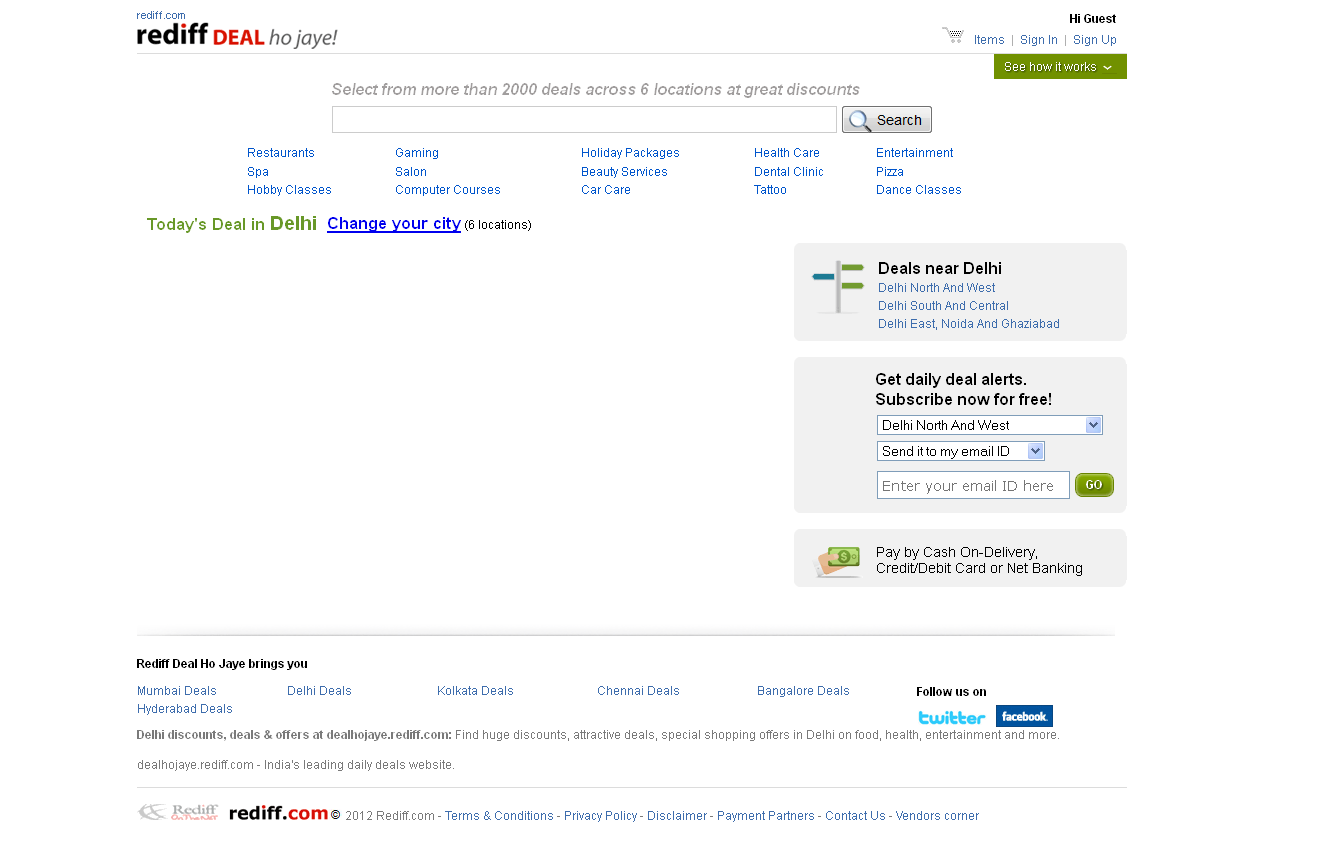 rediff.com
rediff DEAL ho jaye!
Hi Guest
Items | Sign In | Sign Up
See how it works
Select from more than 2000 deals across 6 locations at great discounts
Search
Restaurants Gaming Holiday Packages Health Care Entertainment
Spa Salon Beauty Services Dental Clinic Pizza
Hobby Classes Computer Courses Car Care Tattoo Dance Classes
Today's Deal in Delhi Change your city (6 locations)
Deals near Delhi
Delhi North And West
Delhi South And Central
Delhi East, Noida And Ghaziabad
Get daily deal alerts.
Subscribe now for free!
Delhi North And West
Send it to my email ID
Enter your email ID here GO
Pay by Cash On-Delivery,
Credit/Debit Card or Net Banking
Rediff Deal Ho Jaye brings you
Mumbai Deals Delhi Deals Kolkata Deals Chennai Deals Bangalore Deals
Hyderabad Deals
Follow us on
twitter facebook.
Delhi discounts, deals & offers at dealhojaye.rediff.com: Find huge discounts, attractive deals, special shopping offers in Delhi on food, health, entertainment and more.
dealhojaye.rediff.com - India's leading daily deals website.
Rediff On The NET rediff.com © 2012 Rediff.com - Terms & Conditions - Privacy Policy - Disclaimer - Payment Partners - Contact Us - Vendors corner